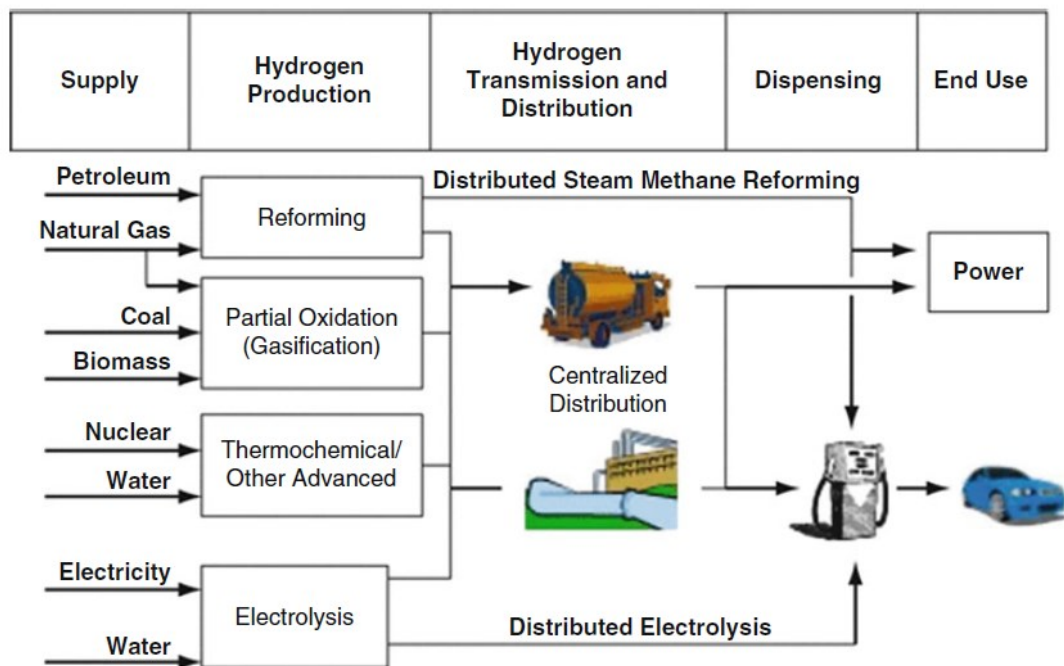 Supply
Hydrogen
Production
Hydrogen
Transmission and
Distribution
Dispensing
End Use
Petroleum
Distributed Steam Methane Reforming
Reforming
Natural Gas
Power
Coal
Partial Oxidation
(Gasification)
Biomass
Centralized
Distribution
Nuclear
Thermochemical/
Other Advanced
Water
Electricity
Electrolysis
Distributed Electrolysis
Water